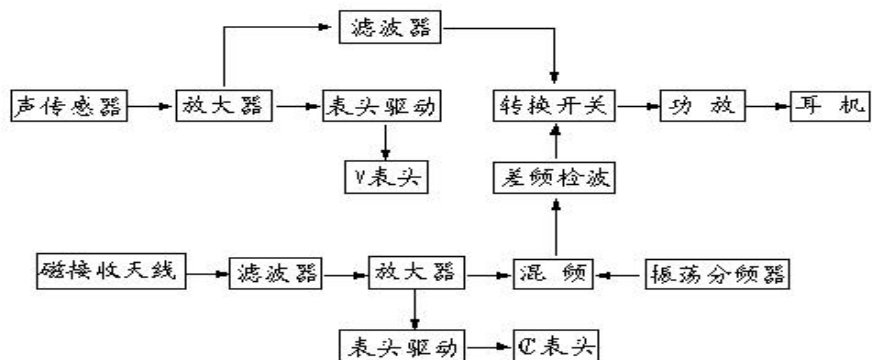 滤波器
声传感器
放大器
表头驱动
转换开关
功 放
耳 机
V表头
差频检波
磁接收天线
滤波器
放大器
混 频
振荡分频器
表头驱动
ℂ表头